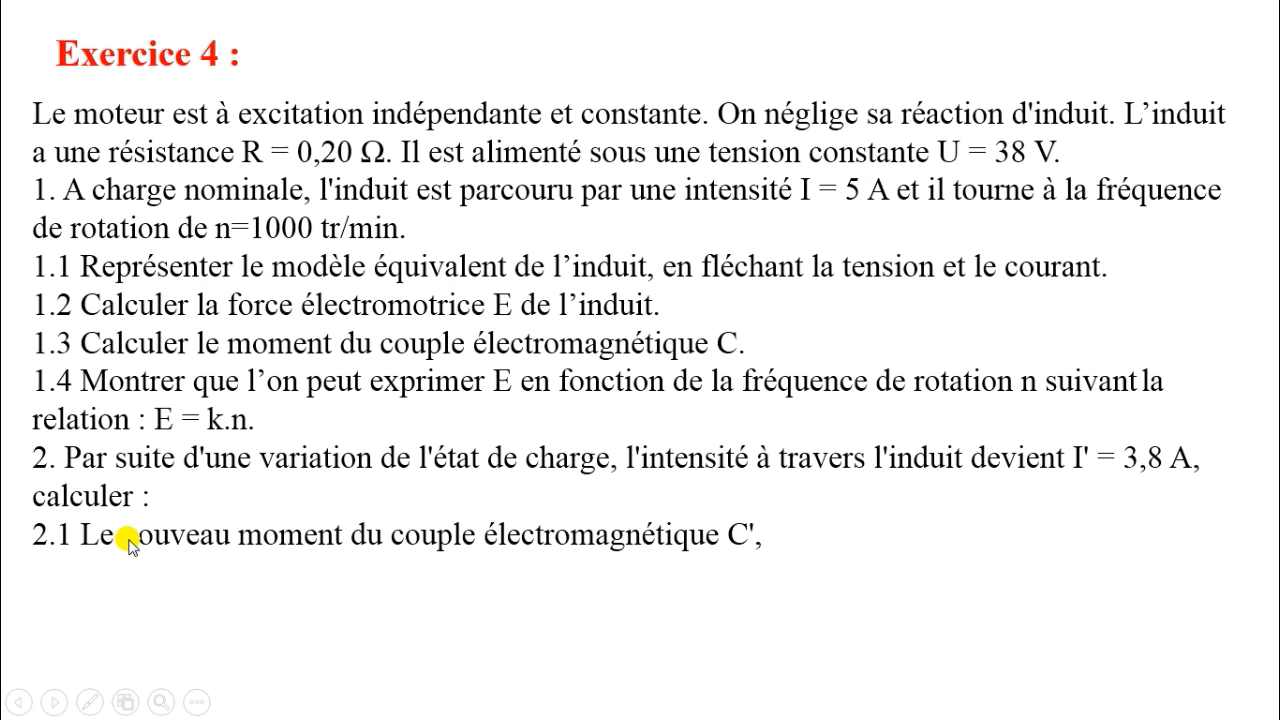 Exercice 4 :
Le moteur est à excitation indépendante et constante. On néglige sa réaction d'induit. L’induit
a une résistance R = 0,20 Ω. Il est alimenté sous une tension constante U = 38 V.
1. A charge nominale, l'induit est parcouru par une intensité I = 5 A et il tourne à la fréquence
de rotation de n=1000 tr/min.
1.1 Représenter le modèle équivalent de l’induit, en fléchant la tension et le courant.
1.2 Calculer la force électromotrice E de l’induit.
1.3 Calculer le moment du couple électromagnétique C.
1.4 Montrer que l’on peut exprimer E en fonction de la fréquence de rotation n suivant la
relation : E = k.n.
2. Par suite d'une variation de l'état de charge, l'intensité à travers l'induit devient I' = 3,8 A,
calculer :
2.1 Le nouveau moment du couple électromagnétique C',